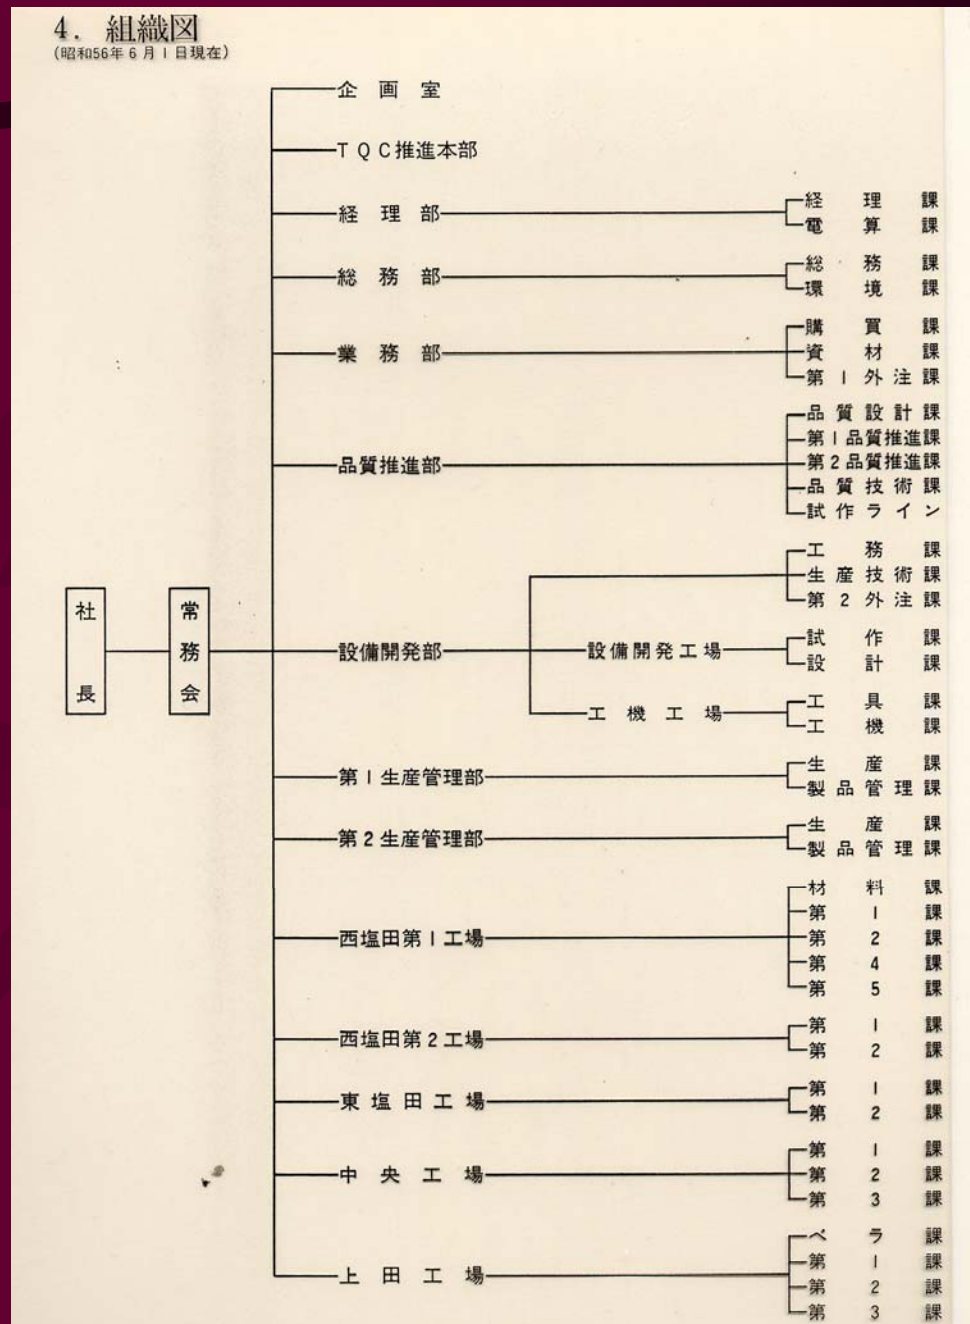 4. 組織図
(昭和56年6月1日現在)
社長
常務会
企画室
TQC推進本部
経理部
経理課
電算課
総務部
総務課
環境課
業務部
購買課
資材課
第1外注課
品質推進部
品質設計課
第1品質推進課
第2品質推進課
品質技術課
試作ライン
設備開発部
工務課
生産技術課
第2外注課
設備開発工場
試作課
設計課
工機工場
工具課
工機課
第1生産管理部
生産課
製品管理課
第2生産管理部
生産課
製品管理課
西塩田第1工場
材料課
第1課
第2課
第4課
第5課
西塩田第2工場
第1課
第2課
東塩田工場
第1課
第2課
中央工場
第1課
第2課
第3課
上田工場
ベラ課
第1課
第2課
第3課